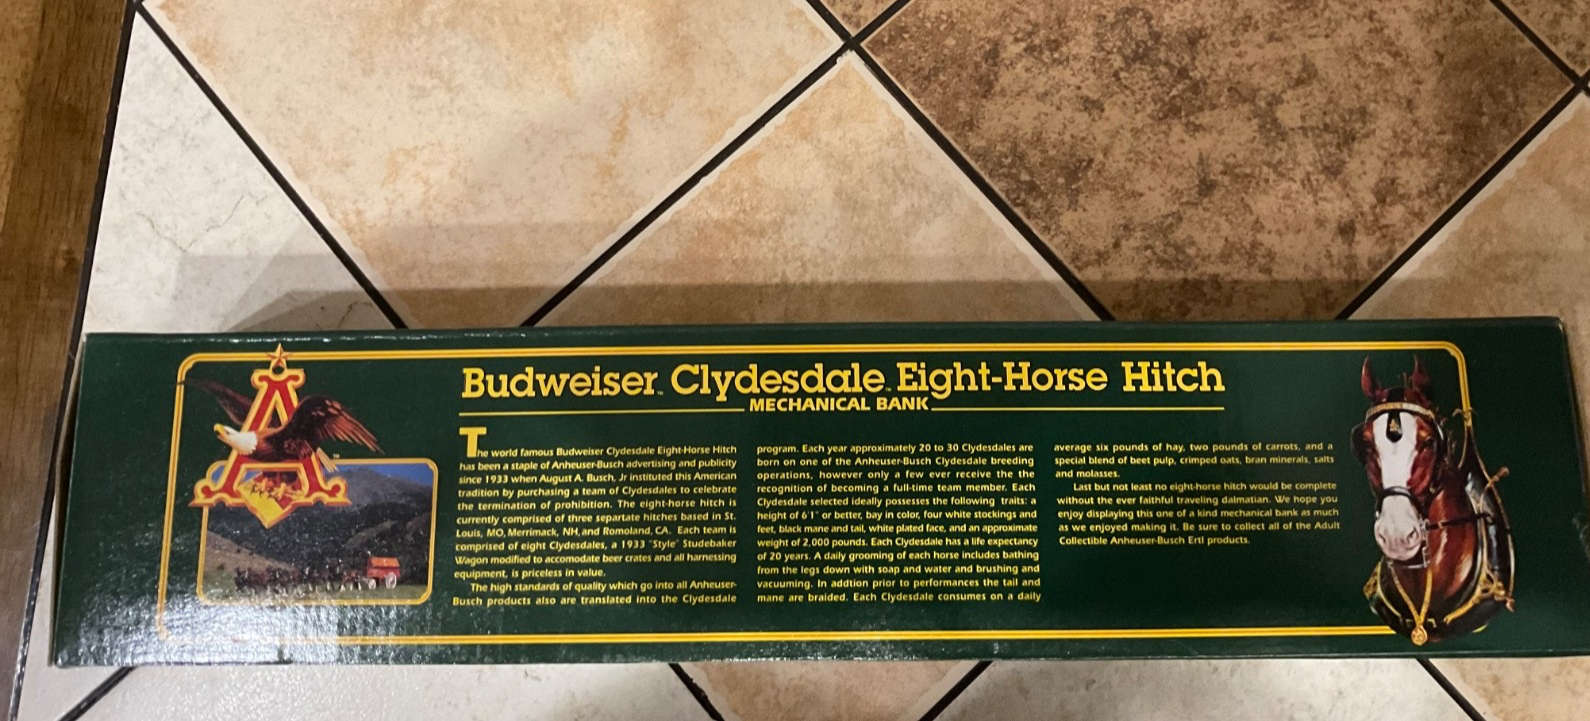 Budweiser™ Clydesdale™ Eight-Horse Hitch
MECHANICAL BANK
The world famous Budweiser Clydesdale Eight-Horse Hitch
has been a staple of Anheuser-Busch advertising and publicity
since 1933 when August A. Busch, Jr instituted this American
tradition by purchasing a team of Clydesdales to celebrate
the termination of prohibition. The eight-horse hitch is
currently comprised of three separtate hitches based in St.
Louis, MO, Merrimack, NH, and Romoland, CA. Each team is
comprised of eight Clydesdales, a 1933 "Style" Studebaker
Wagon modified to accomodate beer crates and all harnessing
equipment, is priceless in value.
The high standards of quality which go into all Anheuser-
Busch products also are translated into the Clydesdale
program. Each year approximately 20 to 30 Clydesdales are
born on one of the Anheuser-Busch Clydesdale breeding
operations, however only a few ever receive the the
recognition of becoming a full-time team member. Each
Clydesdale selected ideally possesses the following traits: a
height of 6'1" or better, bay in color, four white stockings and
feet, black mane and tail, white plated face, and an approximate
weight of 2,000 pounds. Each Clydesdale has a life expectancy
of 20 years. A daily grooming of each horse includes bathing
from the legs down with soap and water and brushing and
vacuuming. In addtion prior to performances the tail and
mane are braided. Each Clydesdale consumes on a daily
average six pounds of hay, two pounds of carrots, and a
special blend of beet pulp, crimped oats, bran minerals, salts
and molasses.
Last but not least no eight-horse hitch would be complete
without the ever faithful traveling dalmatian. We hope you
enjoy displaying this one of a kind mechanical bank as much
as we enjoyed making it. Be sure to collect all of the Adult
Collectible Anheuser-Busch Ertl products.
A
™